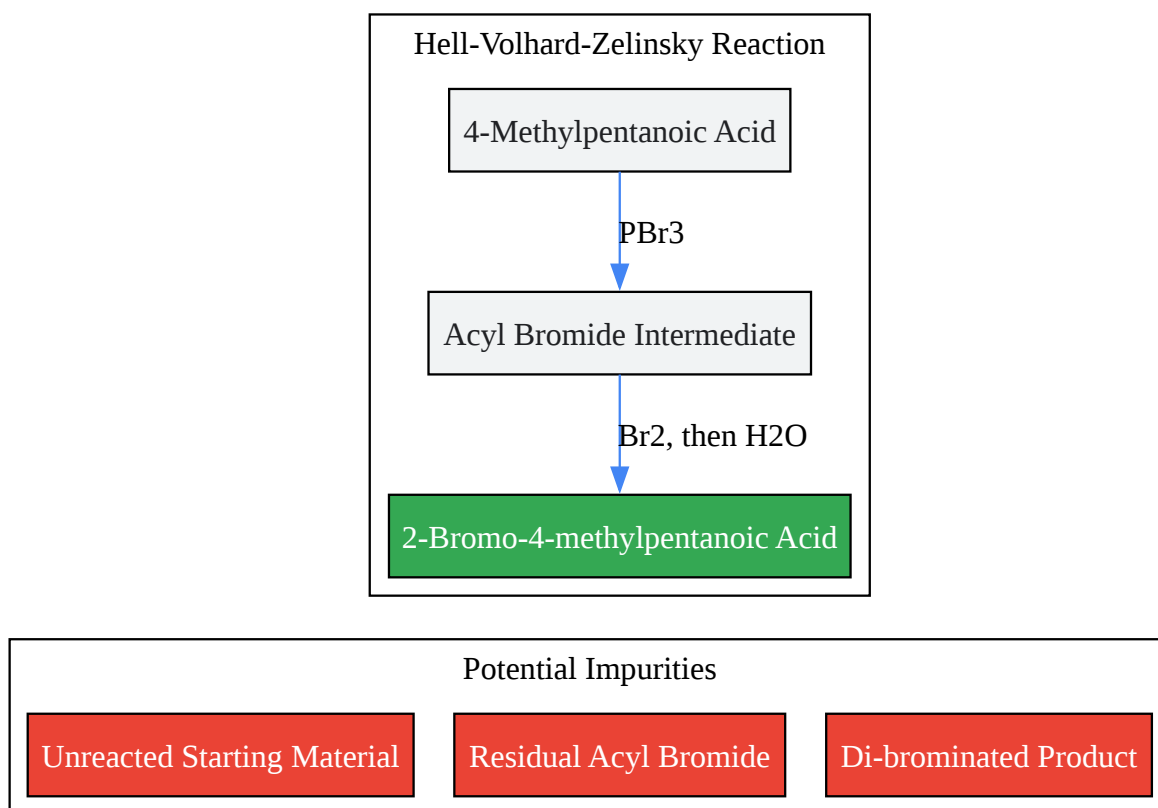 Hell-Volhard-Zelinsky Reaction
4-Methylpentanoic Acid
PBr3
Acyl Bromide Intermediate
Br2, then H2O
2-Bromo-4-methylpentanoic Acid
Potential Impurities
Unreacted Starting Material
Residual Acyl Bromide
Di-brominated Product